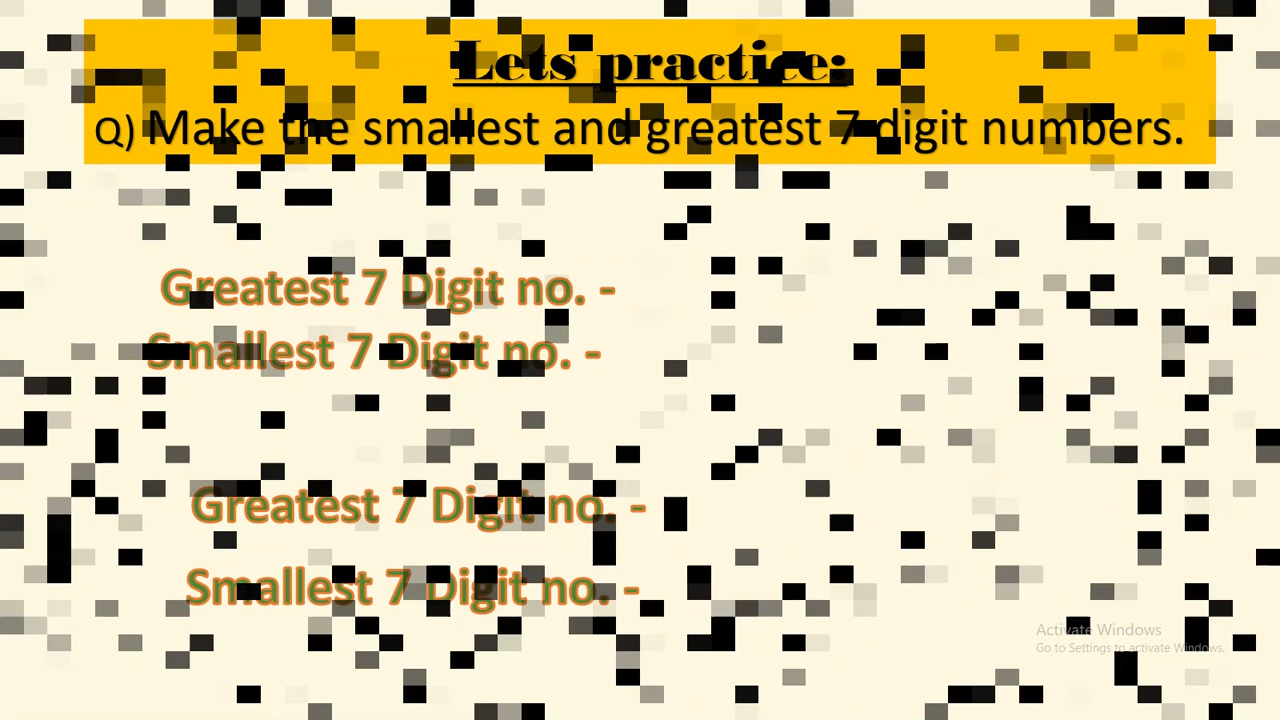 Lets practice:
Q) Make the smallest and greatest 7 digit numbers.
Greatest 7 Digit no. -
Smallest 7 Digit no. -
Greatest 7 Digit no. -
Smallest 7 Digit no. -
Activate Windows
Go to Settings to activate Windows.